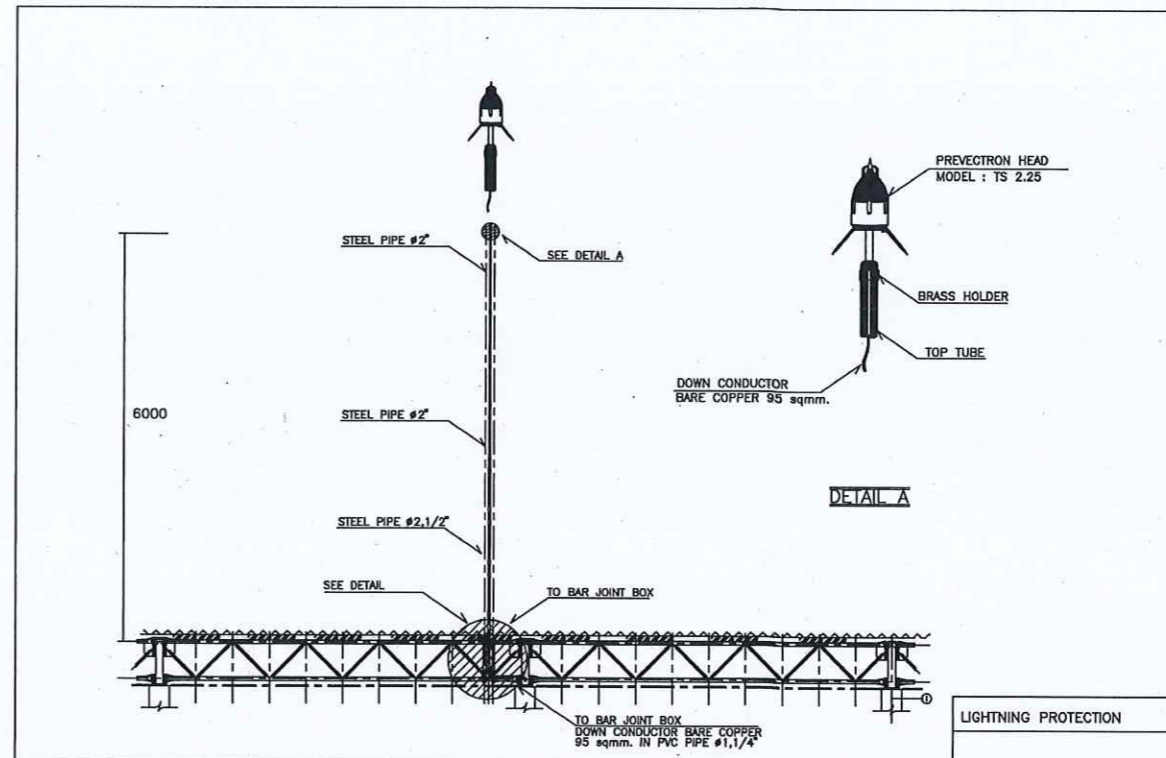 PREVECTRON HEAD
MODEL : TS 2.25
STEEL PIPE ø2"
SEE DETAIL A
BRASS HOLDER
TOP TUBE
DOWN CONDUCTOR
BARE COPPER 95 sqmm.
6000
STEEL PIPE ø2"
DETAIL A
STEEL PIPE ø2,1/2"
SEE DETAIL
TO BAR JOINT BOX
LIGHTNING PROTECTION
TO BAR JOINT BOX
DOWN CONDUCTOR BARE COPPER
95 sqmm. IN PVC PIPE ø1,1/4"